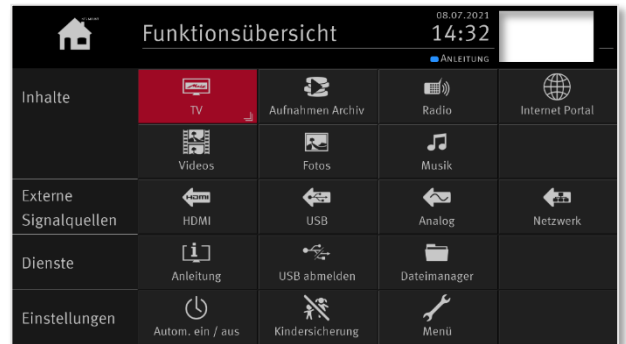 Funktionsübersicht
08.07.2021
14:32
ANLEITUNG
Inhalte
TV
Aufnahmen Archiv
Radio
Internet Portal
Videos
Fotos
Musik
Externe
Signalquellen
HDMI
HDMI
USB
Analog
Netzwerk
Dienste
Anleitung
USB abmelden
Dateimanager
Einstellungen
Autom. ein / aus
Kindersicherung
Menü